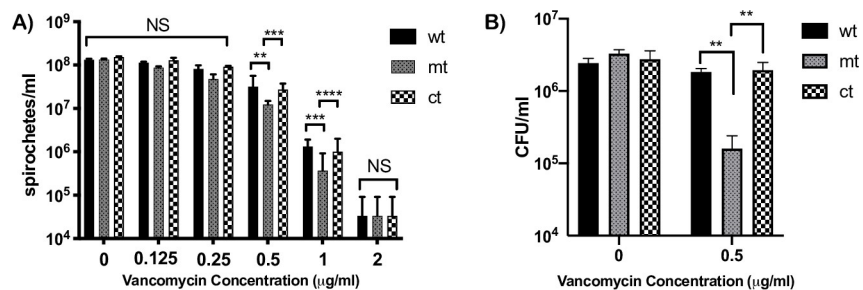 A)
spirochetes/ml
10⁹
10⁸
10⁷
10⁶
10⁵
10⁴
NS
**
***
***
****
NS
wt
mt
ct
0 0.125 0.25 0.5 1 2
Vancomycin Concentration (μg/ml)
B)
CFU/ml
10⁷
10⁶
10⁵
10⁴
**
**
wt
mt
ct
0 0.5
Vancomycin Concentration (μg/ml)